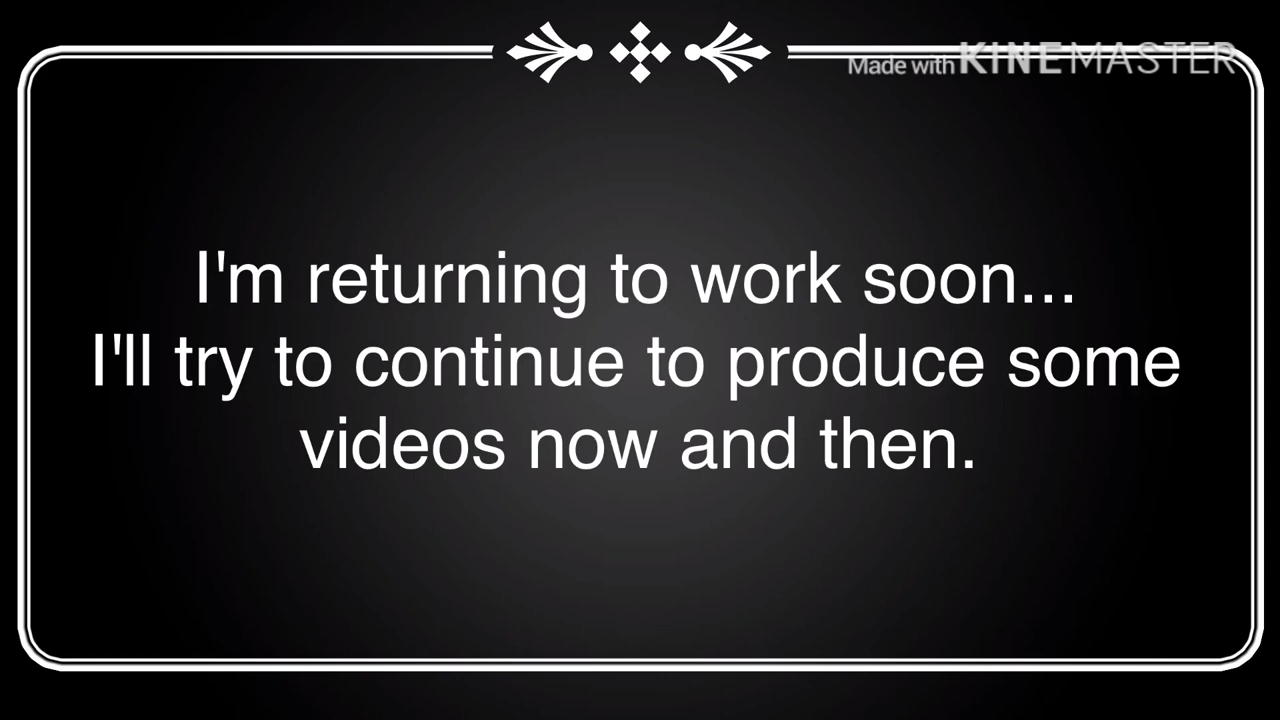 Made with KINEMASTER
I'm returning to work soon...
I'll try to continue to produce some
videos now and then.